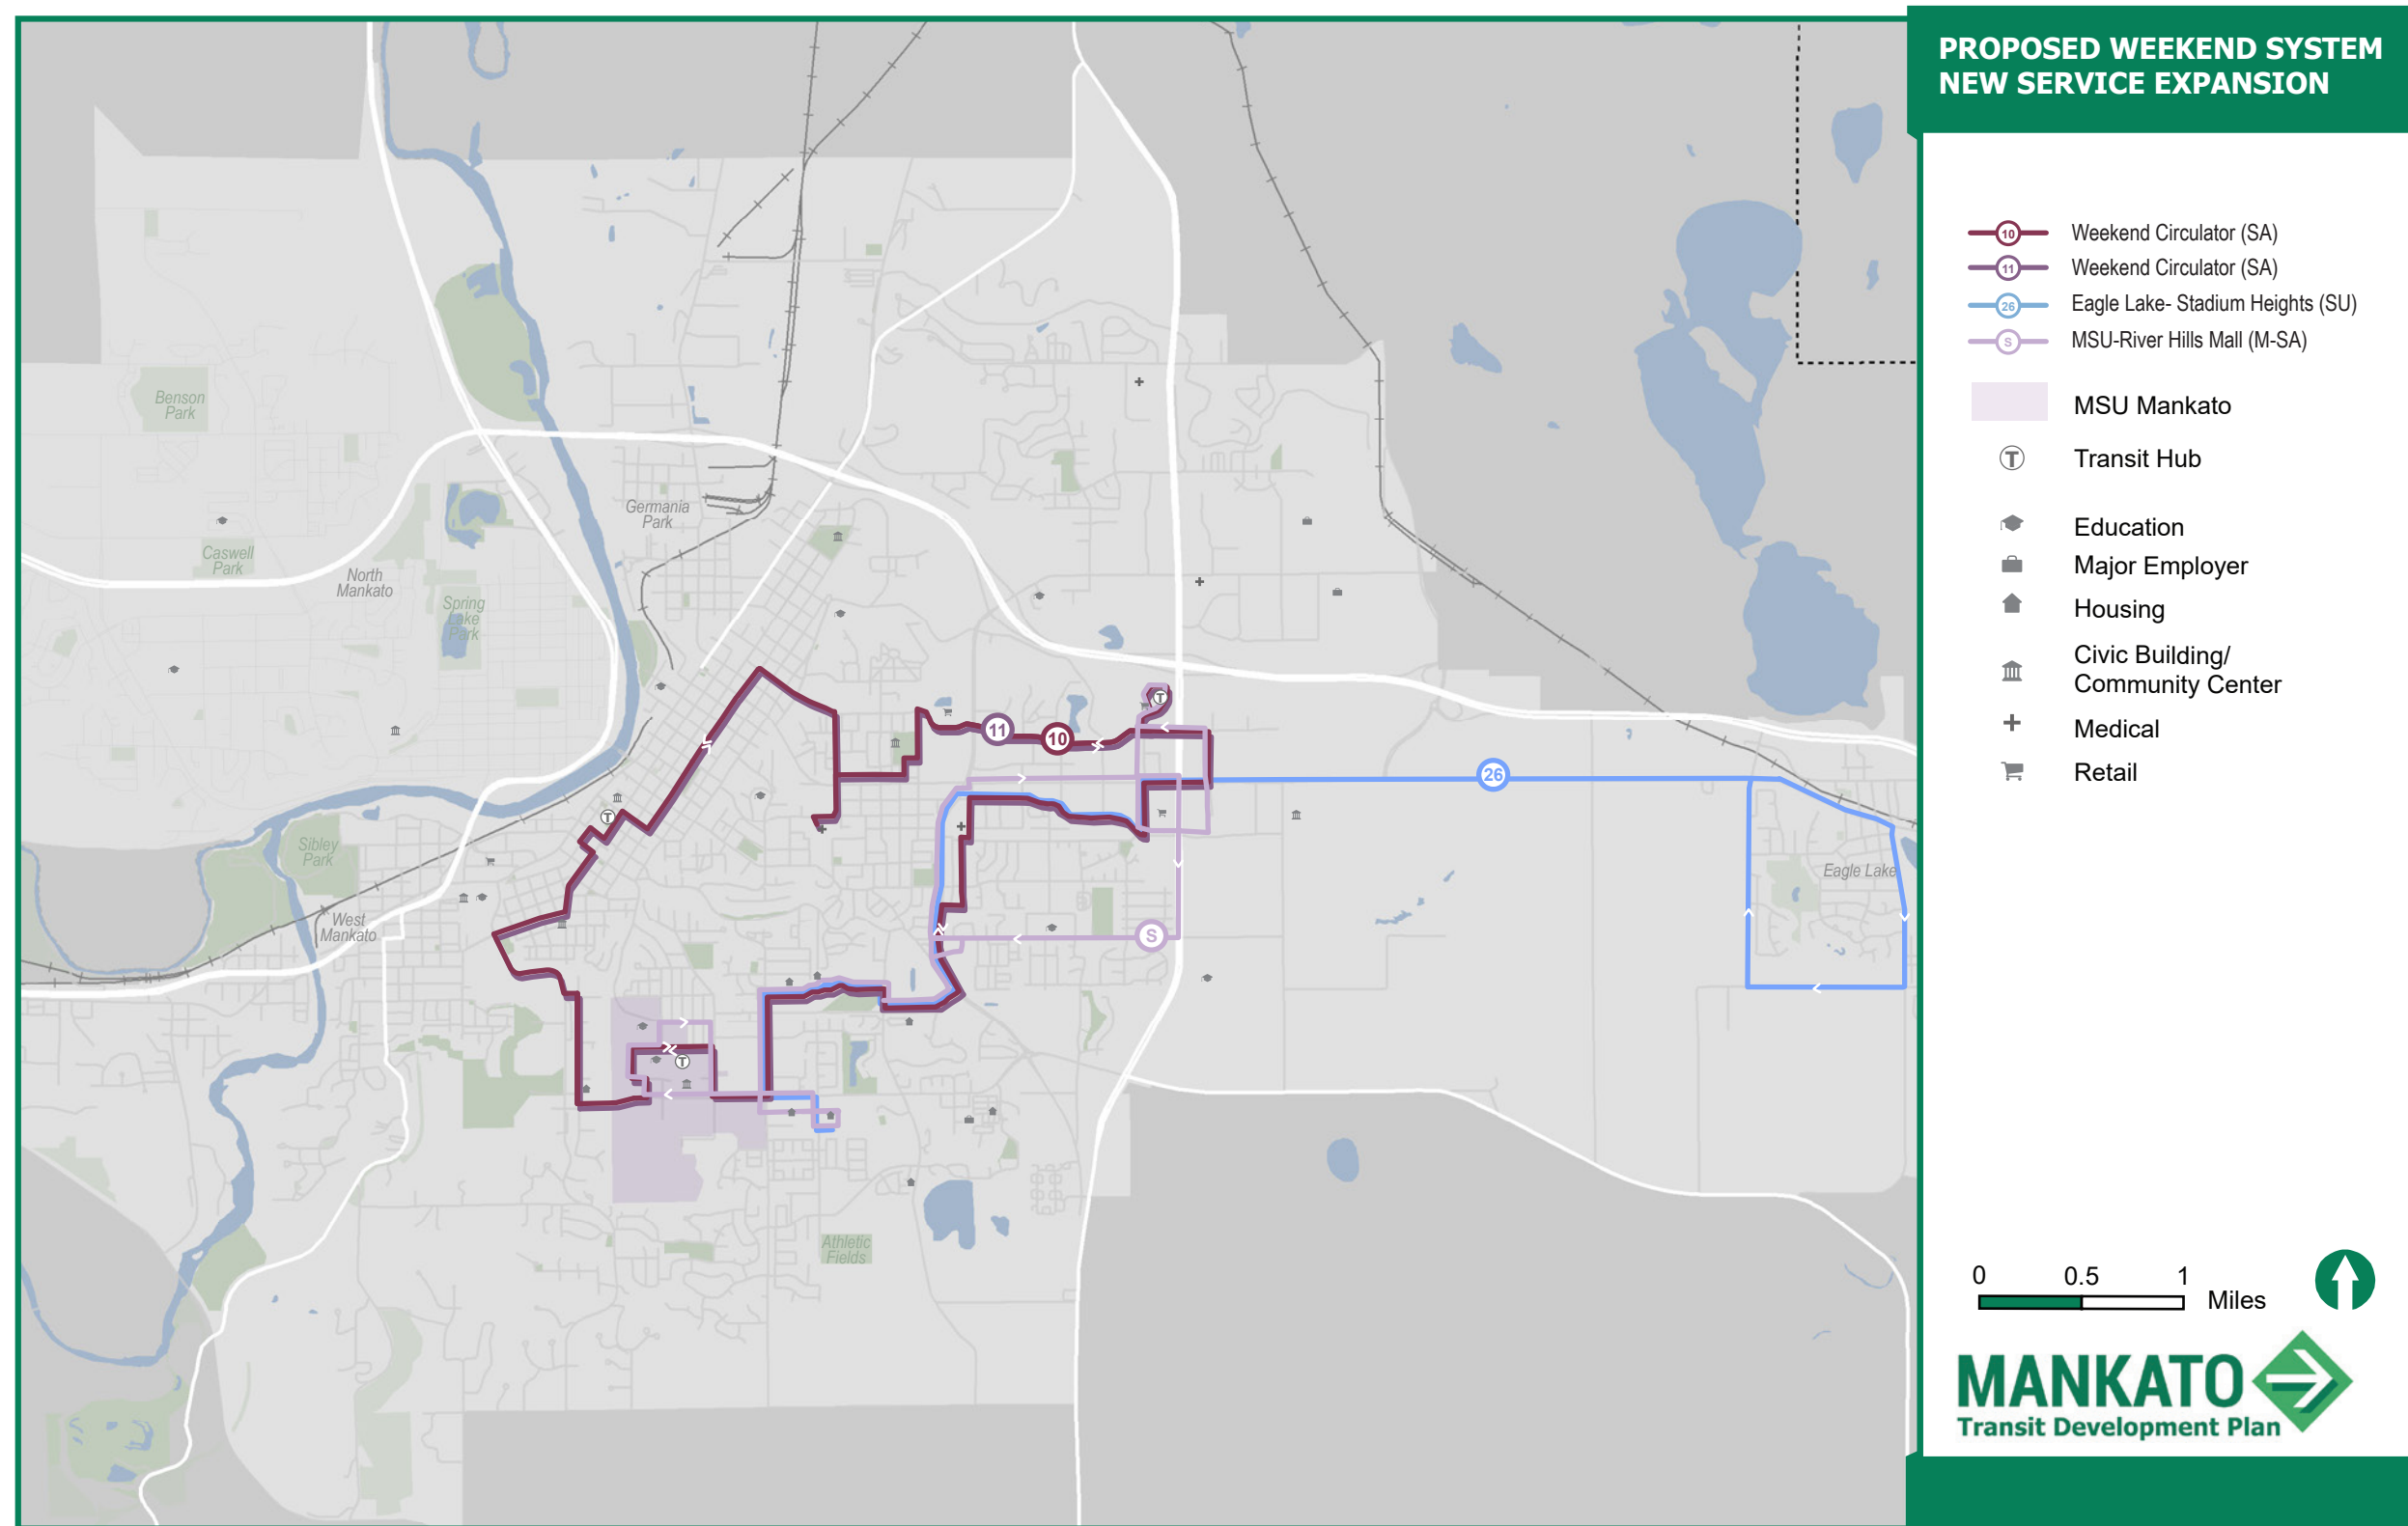 PROPOSED WEEKEND SYSTEM
NEW SERVICE EXPANSION
10 Weekend Circulator (SA)
11 Weekend Circulator (SA)
26 Eagle Lake- Stadium Heights (SU)
S MSU-River Hills Mall (M-SA)
MSU Mankato
T Transit Hub
Education
Major Employer
Housing
Civic Building/
Community Center
Medical
Retail
0 0.5 1
Miles
MANKATO
Transit Development Plan
Benson
Park
Germania
Park
Caswell
Park
North
Mankato
Spring
Lake
Park
T
11
10
26
T
Sibley
Park
Eagle Lake
West
Mankato
S
T
Athletic
Fields